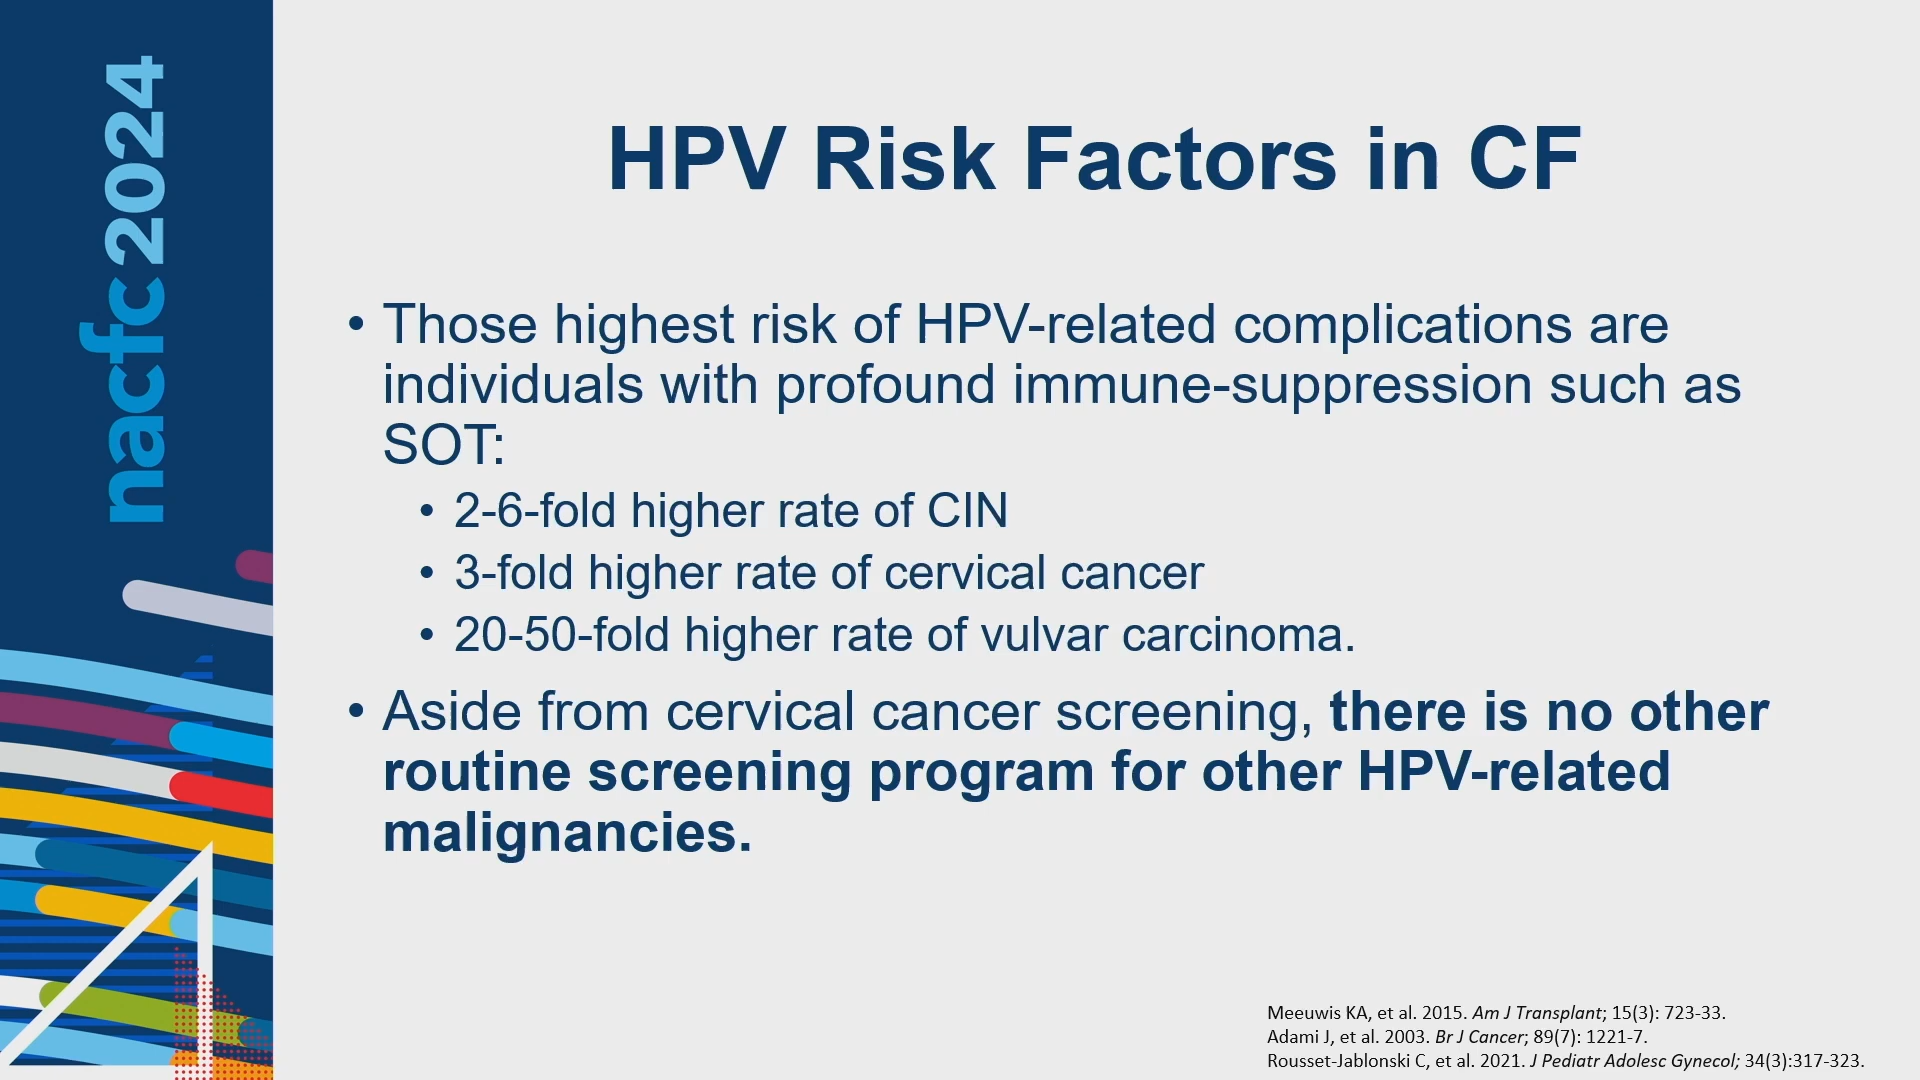 nacfc2024
HPV Risk Factors in CF
• Those highest risk of HPV-related complications are
individuals with profound immune-suppression such as
SOT:
• 2-6-fold higher rate of CIN
• 3-fold higher rate of cervical cancer
• 20-50-fold higher rate of vulvar carcinoma.
• Aside from cervical cancer screening, there is no other
routine screening program for other HPV-related
malignancies.
Meeuwis KA, et al. 2015. Am J Transplant; 15(3): 723-33.
Adami J, et al. 2003. Br J Cancer; 89(7): 1221-7.
Rousset-Jablonski C, et al. 2021. J Pediatr Adolesc Gynecol; 34(3):317-323.